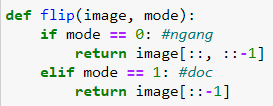 def flip(image, mode):
    if mode == 0: #ngang
        return image[::, ::-1]
    elif mode == 1: #doc
        return image[::-1]